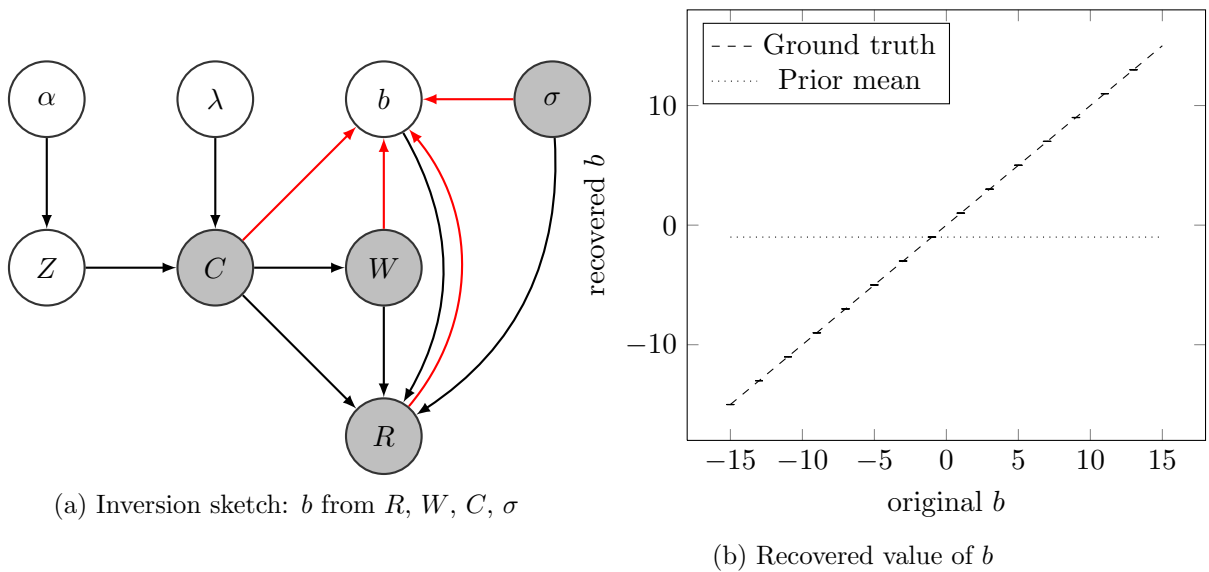 α
λ
b
σ
Z
C
W
R
(a) Inversion sketch: b from R, W, C, σ
Ground truth
Prior mean
10
0
−10
recovered b
−15
−10
−5
0
5
10
15
original b
(b) Recovered value of b